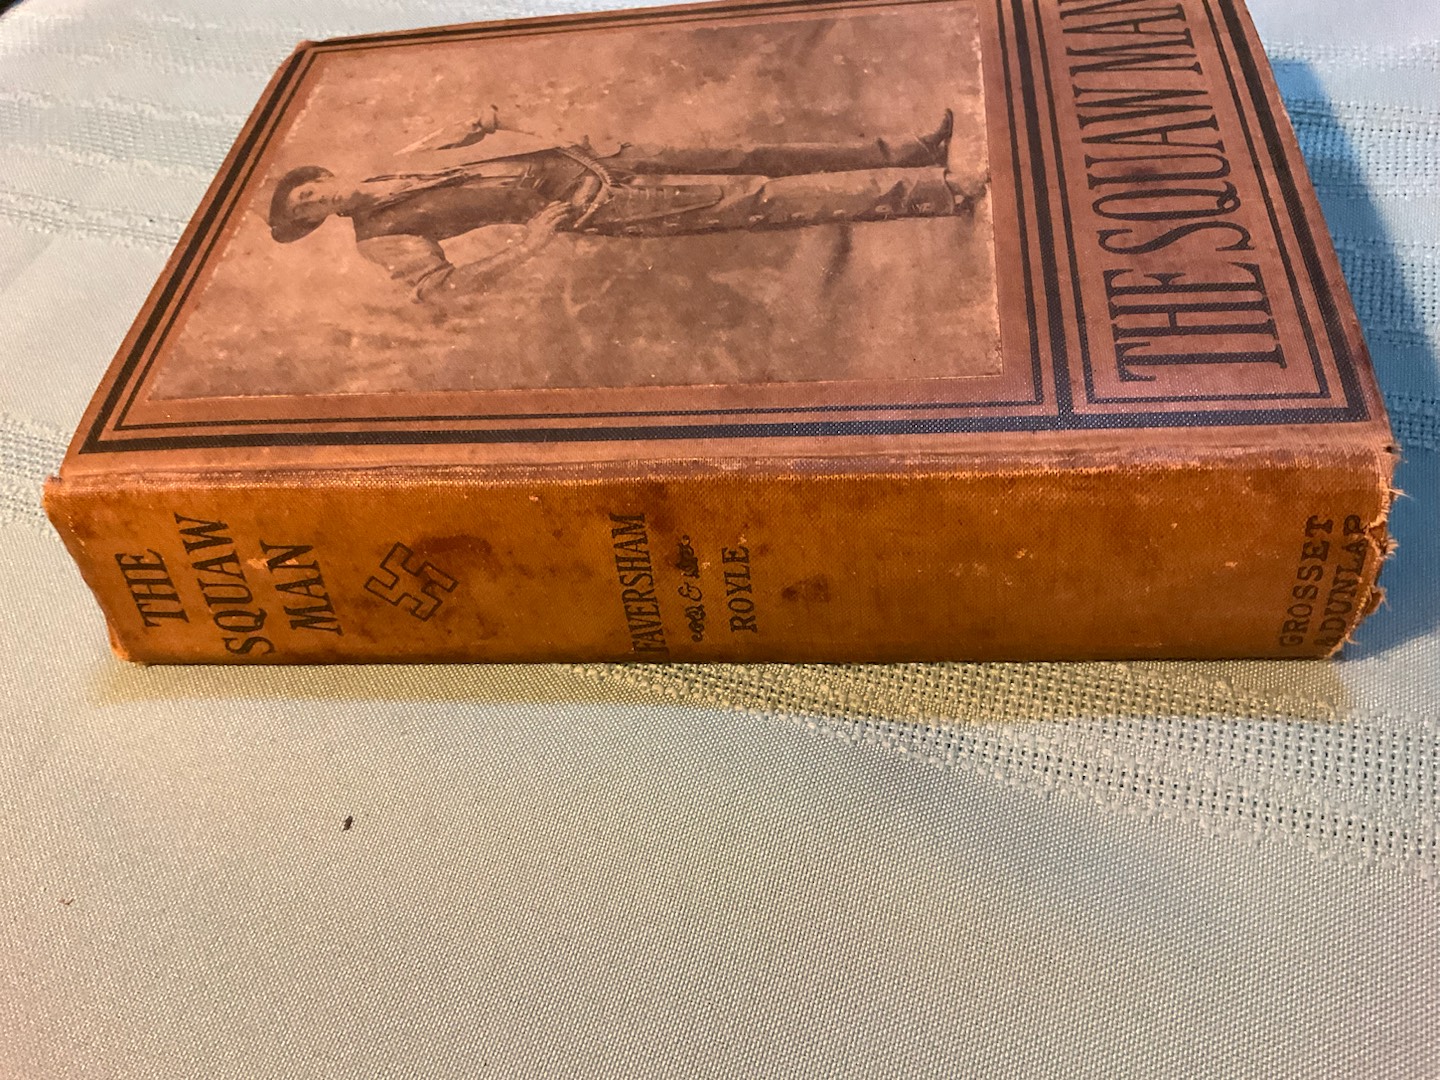 THE SQUAW MAN
THE
SQUAW
MAN
FAVERSHAM
&
ROYLE
GROSSET
& DUNLAP